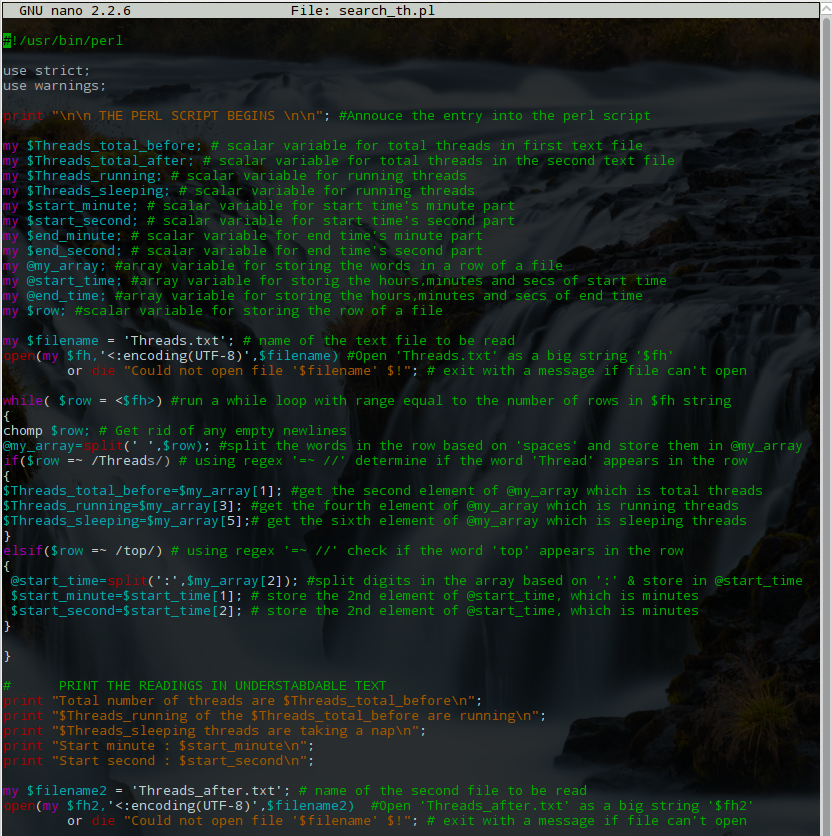 GNU nano 2.2.6 File: search_th.pl
#!/usr/bin/perl
use strict;
use warnings;
print "\n\n THE PERL SCRIPT BEGINS \n\n"; #Annouce the entry into the perl script
my $Threads_total_before; # scalar variable for total threads in first text file
my $Threads_total_after; # scalar variable for total threads in the second text file
my $Threads_running; # scalar variable for running threads
my $Threads_sleeping; # scalar variable for running threads
my $start_minute; # scalar variable for start time's minute part
my $start_second; # scalar variable for start time's second part
my $end_minute; # scalar variable for end time's minute part
my $end_second; # scalar variable for end time's second part
my @my_array; #array variable for storing the words in a row of a file
my @start_time; #array variable for storig the hours,minutes and secs of start time
my @end_time; #array variable for storing the hours,minutes and secs of end time
my $row; #scalar variable for storing the row of a file
my $filename = 'Threads.txt'; # name of the text file to be read
open(my $fh,'<:encoding(UTF-8)',$filename) #Open 'Threads.txt' as a big string '$fh'
or die "Could not open file '$filename' $!"; # exit with a message if file can't open
while( $row = <$fh>) #run a while loop with range equal to the number of rows in $fh string
{
chomp $row; # Get rid of any empty newlines
@my_array=split(' ',$row); #split the words in the row based on 'spaces' and store them in @my_array
if($row =~ /Threads/) # using regex '=~ //' determine if the word 'Thread' appears in the row
{
$Threads_total_before=$my_array[1]; #get the second element of @my_array which is total threads
$Threads_running=$my_array[3]; #get the fourth element of @my_array which is running threads
$Threads_sleeping=$my_array[5];# get the sixth element of @my_array which is sleeping threads
}
elsif($row =~ /top/) # using regex '=~ //' check if the word 'top' appears in the row
{
@start_time=split(':',$my_array[2]); #split digits in the array based on ':' & store in @start_time
$start_minute=$start_time[1]; # store the 2nd element of @start_time, which is minutes
$start_second=$start_time[2]; # store the 2nd element of @start_time, which is minutes
}
}
# PRINT THE READINGS IN UNDERSTABDABLE TEXT
print "Total number of threads are $Threads_total_before\n";
print "$Threads_running of the $Threads_total_before are running\n";
print "$Threads_sleeping threads are taking a nap\n";
print "Start minute : $start_minute\n";
print "Start second : $start_second\n";
my $filename2 = 'Threads_after.txt'; # name of the second file to be read
open(my $fh2,'<:encoding(UTF-8)',$filename2) #Open 'Threads_after.txt' as a big string '$fh2'
or die "Could not open file '$filename' $!"; # exit with a message if file can't open